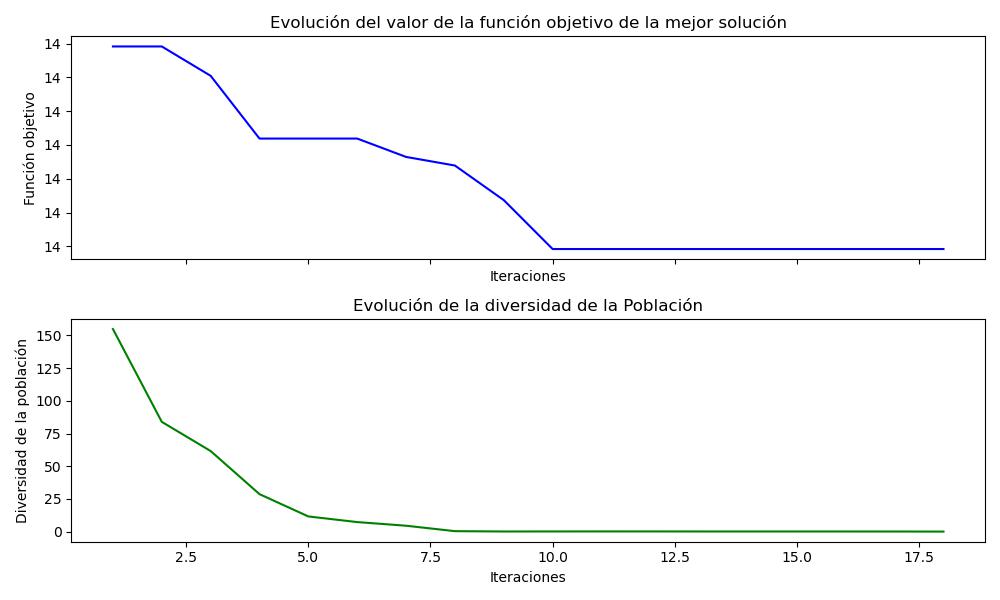 Evolución del valor de la función objetivo de la mejor solución
Función objetivo
14
14
14
14
14
14
14
Iteraciones
Evolución de la diversidad de la Población
Diversidad de la población
150
125
100
75
50
25
0
2.5 5.0 7.5 10.0 12.5 15.0 17.5
Iteraciones